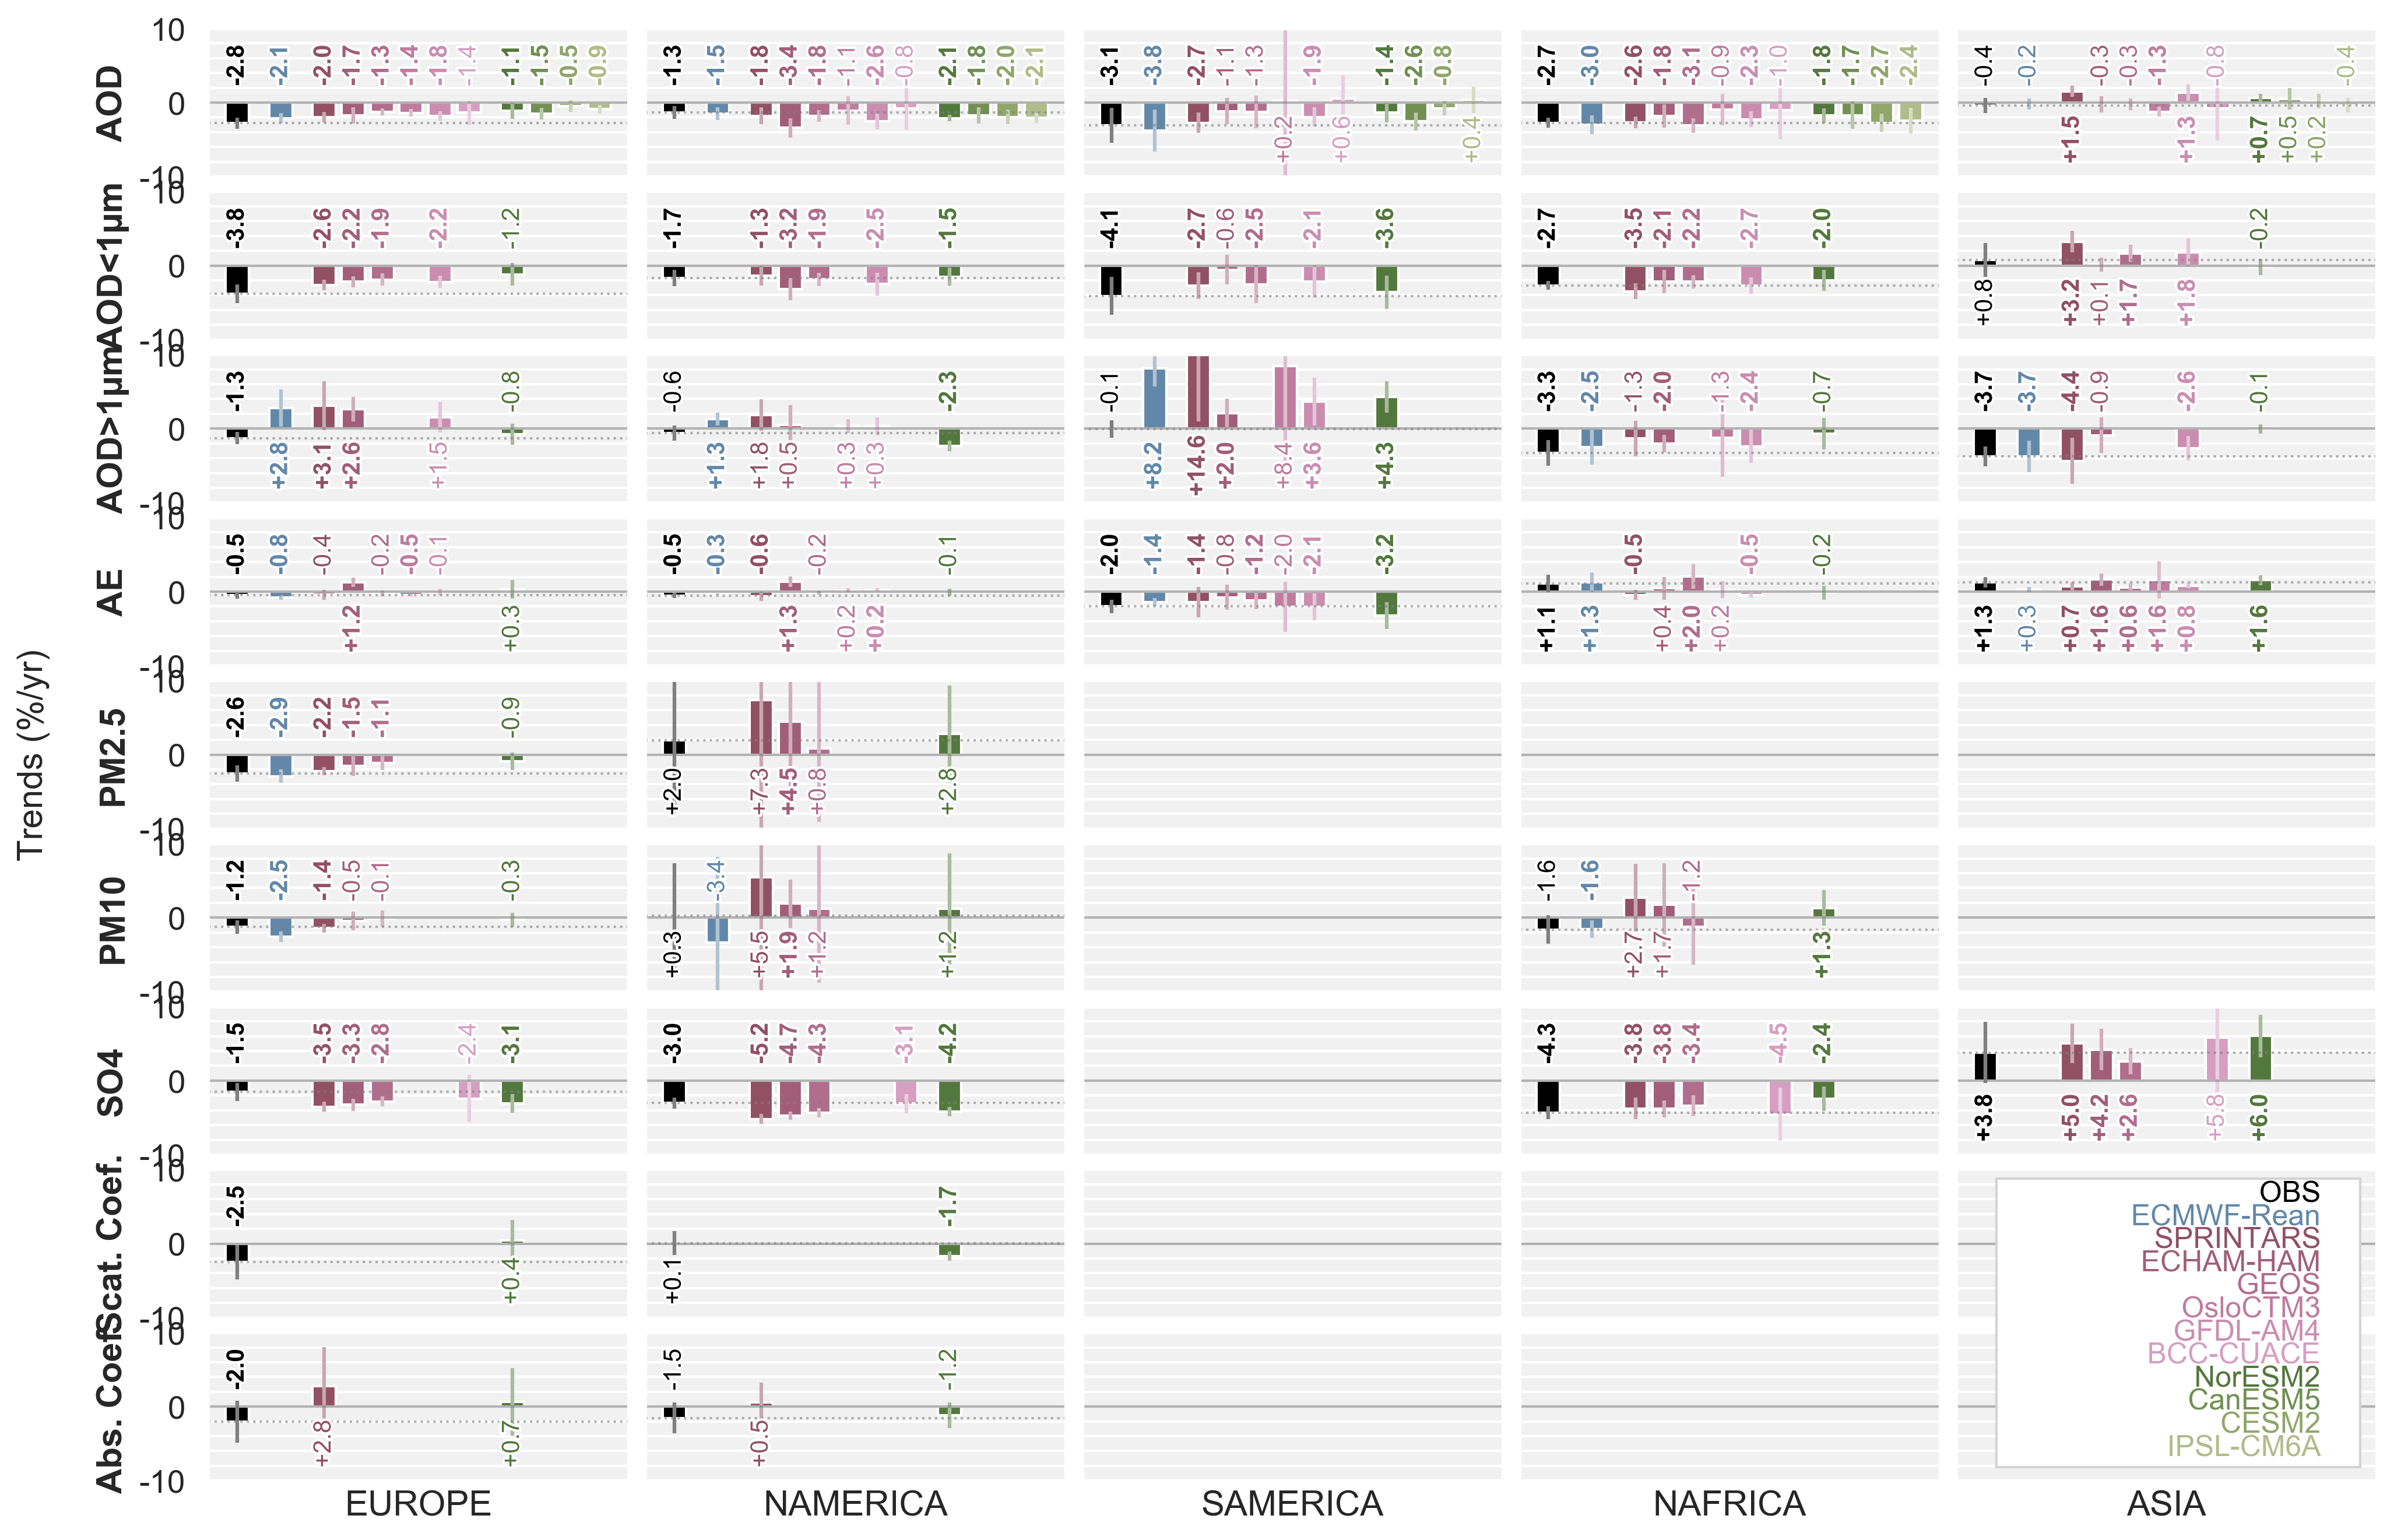 Trends (%/yr)
AOD
10
0
-10
-2.8 -2.1 -2.0 -1.7 -1.3 -1.4 -1.8 -1.4 -1.1 -1.5 -0.5 -0.9
-1.3 -1.5 -1.8 -3.4 -1.8 -1.1 -2.6 -0.8 -2.1 -1.8 -2.0 -2.1
-3.1 -3.8 -2.7 -1.1 -1.3 +0.2 -1.9 +0.6 -1.4 -2.6 -0.8 +0.4
-2.7 -3.0 -2.6 -1.8 -3.1 -0.9 -2.3 -1.0 -1.8 -1.7 -2.7 -2.4
-0.4 -0.2 +1.5 -0.3 -0.3 -1.3 +1.3 -0.8 +0.7 +0.5 +0.2 -0.4
AOD<1µm
10
0
-10
-3.8 -2.6 -2.2 -1.9 -2.2 -1.2
-1.7 -1.3 -3.2 -1.9 -2.5 -1.5
-4.1 -2.7 -0.6 -2.5 -2.1 -3.6
-2.7 -3.5 -2.1 -2.2 -2.7 -2.0
+0.8 +3.2 +0.1 +1.7 +1.8 -0.2
AOD>1µm
10
0
-10
-1.3 +2.8 +3.1 +2.6 +1.5 -0.8
-0.6 +1.3 +1.8 +0.5 +0.3 +0.3 -2.3
-0.1 +8.2 +14.6 +2.0 +8.4 +3.6 +4.3
-3.3 -2.5 -1.3 -2.0 -1.3 -2.4 -0.7
-3.7 -3.7 -4.4 -0.9 -2.6 -0.1
AE
10
0
-10
-0.5 -0.8 -0.4 +1.2 -0.2 -0.5 -0.1 +0.3
-0.5 -0.3 -0.6 +1.3 -0.2 +0.2 +0.2 -0.1
-2.0 -1.4 -1.4 -0.8 -1.2 -2.0 -2.1 -3.2
+1.1 +1.3 -0.5 +0.4 +2.0 +0.2 -0.5 -0.2
+1.3 +0.3 +0.7 +1.6 +0.6 +1.6 +0.8 +1.6
PM2.5
10
0
-10
-2.6 -2.9 -2.2 -1.5 -1.1 -0.9
+2.0 +7.3 +4.5 +0.8 +2.8
PM10
10
0
-10
-1.2 -2.5 -1.4 -0.5 -0.1 -0.3
+0.3 -3.4 +5.5 +1.9 +1.2 +1.2
-1.6 -1.6 +2.7 +1.7 -1.2 +1.3
SO4
10
0
-10
-1.5 -3.5 -3.3 -2.8 -2.4 -3.1
-3.0 -5.2 -4.7 -4.3 -3.1 -4.2
-4.3 -3.8 -3.8 -3.4 -4.5 -2.4
+3.8 +5.0 +4.2 +2.6 +5.8 +6.0
Scat. Coef.
10
0
-10
-2.5 +0.4
+0.1 -1.7
Abs. Coef.
10
0
-10
-2.0 +2.8 +0.7
-1.5 +0.5 -1.2
OBS
ECMWF-Rean
SPRINTARS
ECHAM-HAM
GEOS
OsloCTM3
GFDL-AM4
BCC-CUACE
NorESM2
CanESM5
CESM2
IPSL-CM6A
EUROPE NAMERICA SAMERICA NAFRICA ASIA